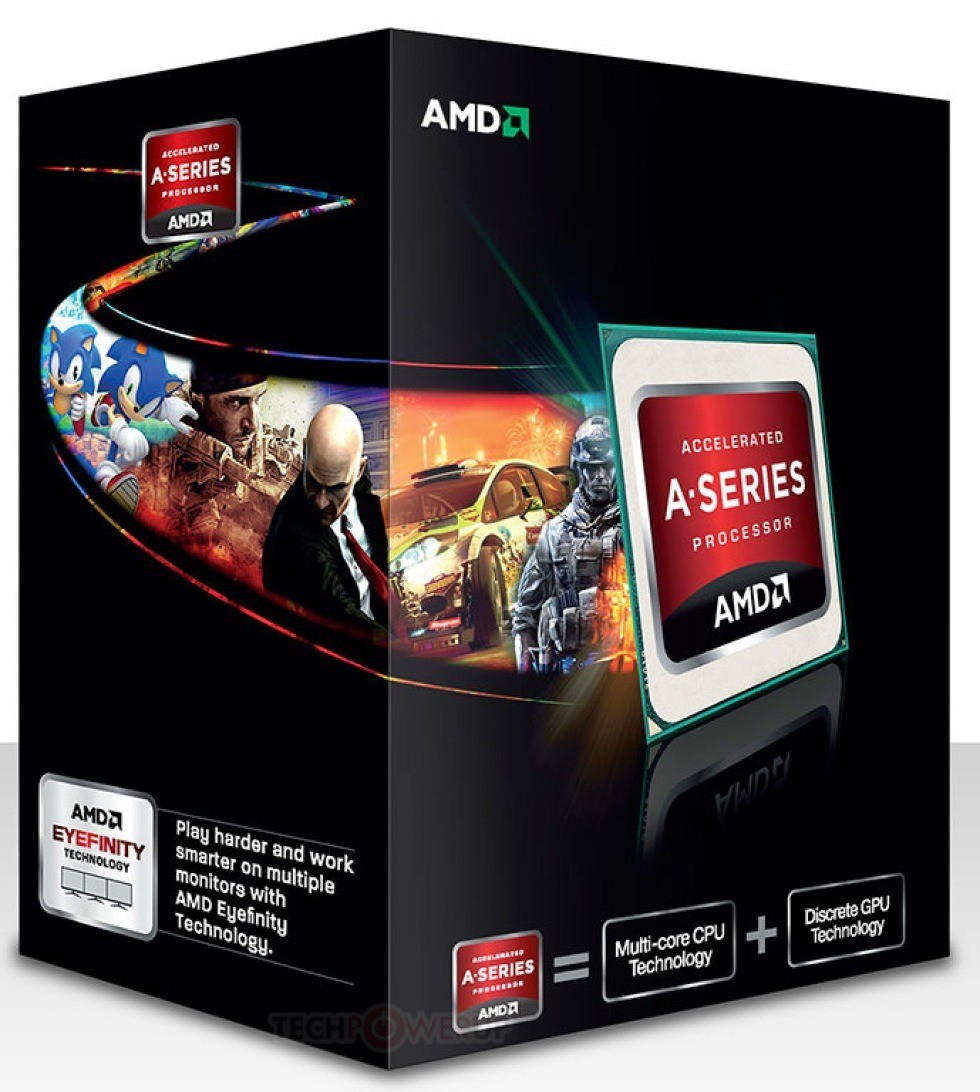 AMD
ACCELERATED
A-SERIES
PROCESSOR
AMD
ACCELERATED
A-SERIES
PROCESSOR
AMD
AMD
EYEFINITY
TECHNOLOGY
Play harder and work
smarter on multiple
monitors with
AMD Eyefinity
Technology.
ACCELERATED
A-SERIES
PROCESSOR
AMD
=
Multi-core CPU
Technology
+
Discrete GPU
Technology
TECHPOWERUP